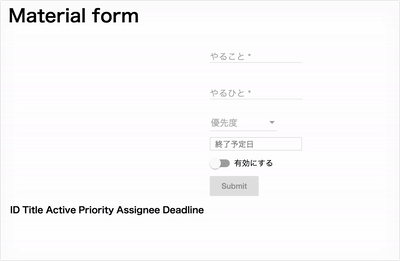 Material form
やること *
やるひと *
優先度
終了予定日
有効にする
Submit
ID Title Active Priority Assignee Deadline